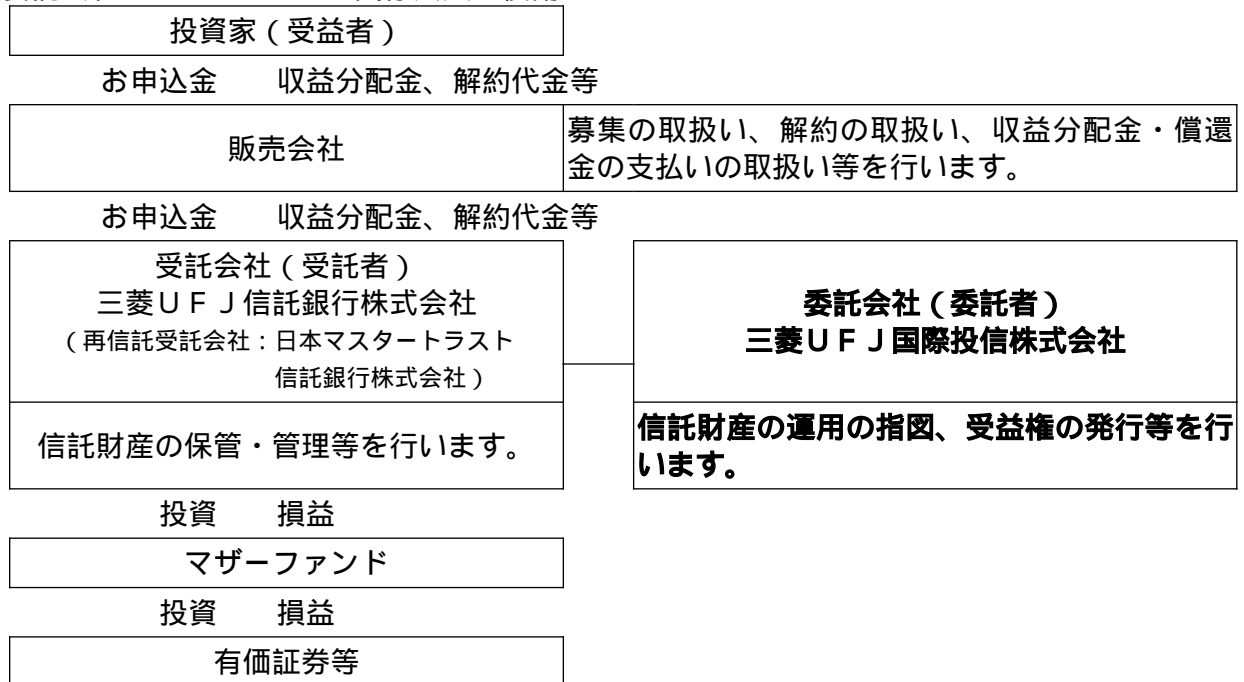 投資家（受益者）
お申込金　　収益分配金、解約代金等
販売会社
募集の取扱い、解約の取扱い、収益分配金・償還
金の支払いの取扱い等を行います。
お申込金　　収益分配金、解約代金等
受託会社（受託者）
三菱ＵＦＪ信託銀行株式会社
（再信託受託会社：日本マスタートラスト
信託銀行株式会社）
委託会社（委託者）
三菱ＵＦＪ国際投信株式会社
信託財産の保管・管理等を行います。
信託財産の運用の指図、受益権の発行等を行
います。
投資　　損益
マザーファンド
投資　　損益
有価証券等